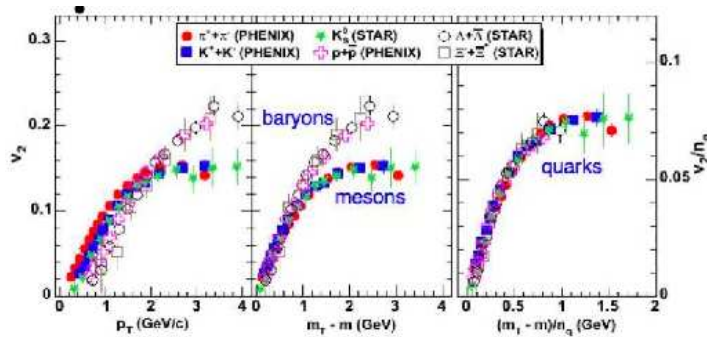 0.3
0.2
0.1
0
v₂
π⁺+π⁻ (PHENIX)
K⁺+K⁻ (PHENIX)
K⁰S (STAR)
p+p̅ (PHENIX)
Λ+Λ̅ (STAR)
Ξ⁻+Ξ̅⁺ (STAR)
baryons
mesons
quarks
0.1
0.05
0
v₂/n_q
0 1 2 3 4
0 1 2 3 4
0 0.5 1 1.5 2
p_T (GeV/c)
m_T - m (GeV)
(m_T - m)/n_q (GeV)